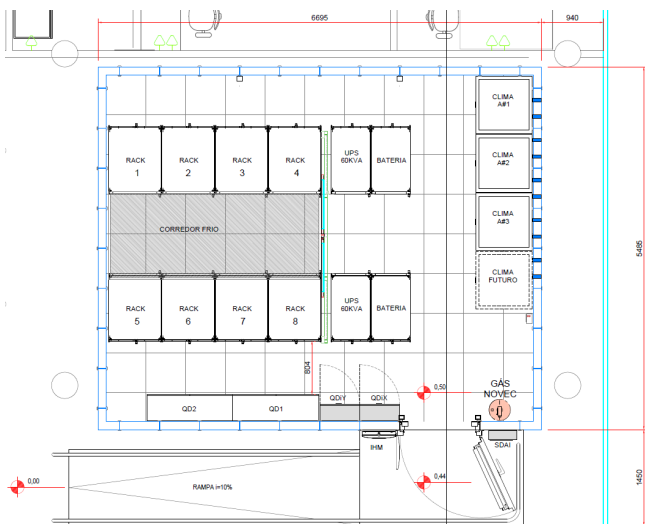 6695
940
CLIMA
A#1
RACK
1
RACK
2
RACK
3
RACK
4
UPS
60KVA
BATERIA
CLIMA
A#2
CLIMA
A#3
CORREDOR FRIO
5485
CLIMA
FUTURO
RACK
5
RACK
6
RACK
7
RACK
8
UPS
60KVA
BATERIA
804
0,50
GÁS
NOVEC
QD2
QD1
QDiY
QDiX
IHM
SDAI
0,00
RAMPA i=10%
0,44
1450